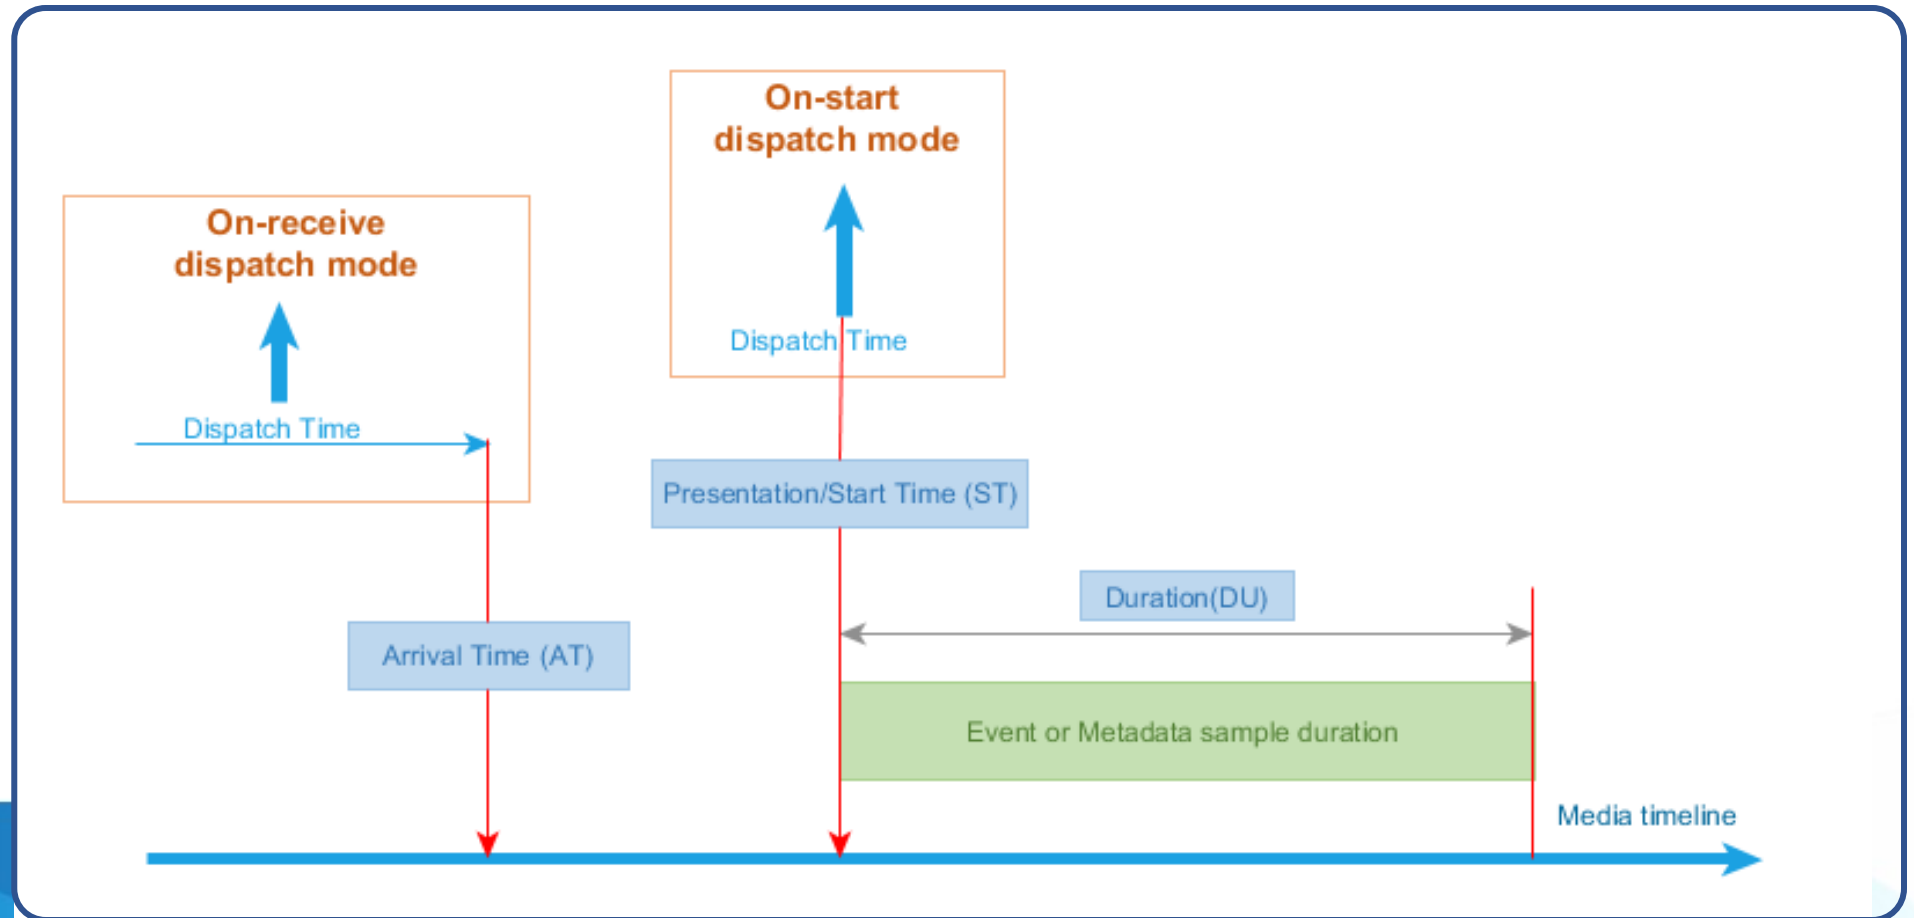 On-start
dispatch mode
Dispatch Time
On-receive
dispatch mode
Dispatch Time
Presentation/Start Time (ST)
Arrival Time (AT)
Duration(DU)
Event or Metadata sample duration
Media timeline